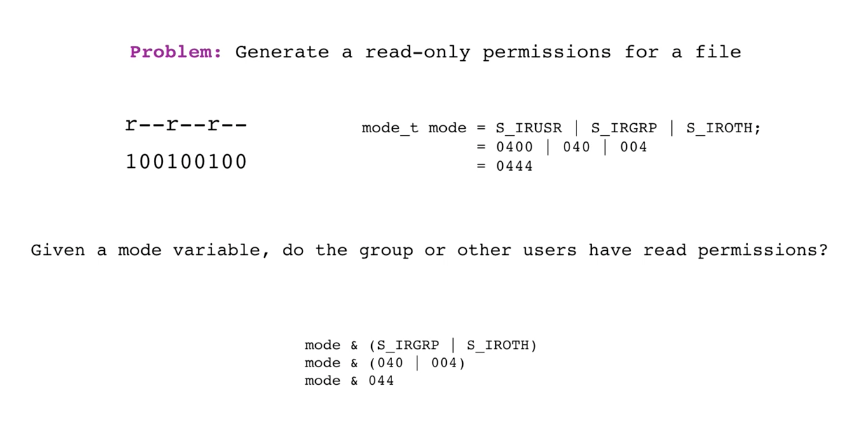 Problem: Generate a read-only permissions for a file
r--r--r--
100100100
mode_t mode = S_IRUSR | S_IRGRP | S_IROTH;
= 0400 | 040 | 004
= 0444
Given a mode variable, do the group or other users have read permissions?
mode & (S_IRGRP | S_IROTH)
mode & (040 | 004)
mode & 044